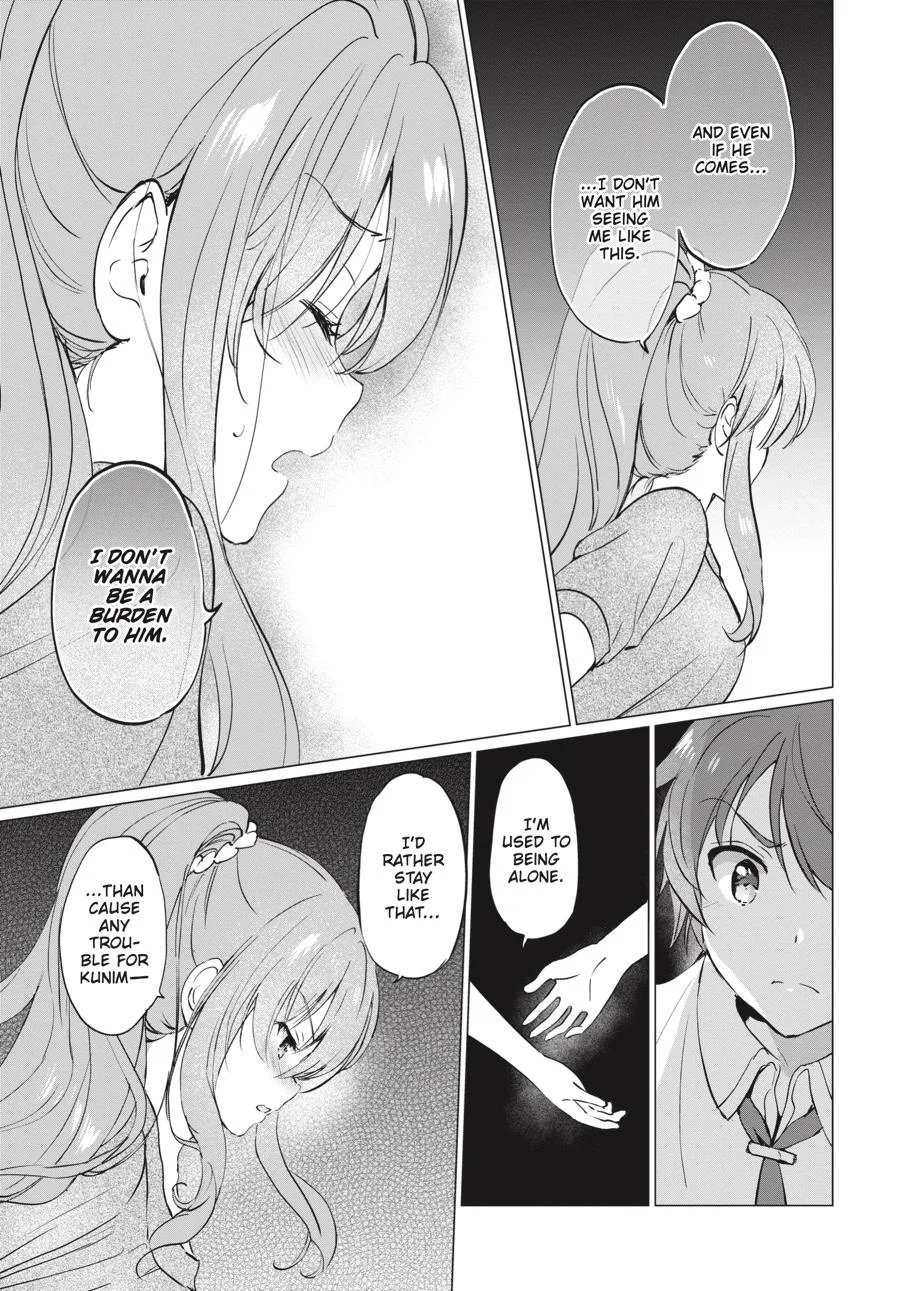 AND EVEN
IF HE
COMES...
...I DON'T
WANT HIM
SEEING
ME LIKE
THIS.
I DON'T
WANNA
BE A
BURDEN
TO HIM.
I'M
USED TO
BEING
ALONE.
I'D
RATHER
STAY
LIKE
THAT...
...THAN
CAUSE
ANY
TROU-
BLE FOR
KUNIM—